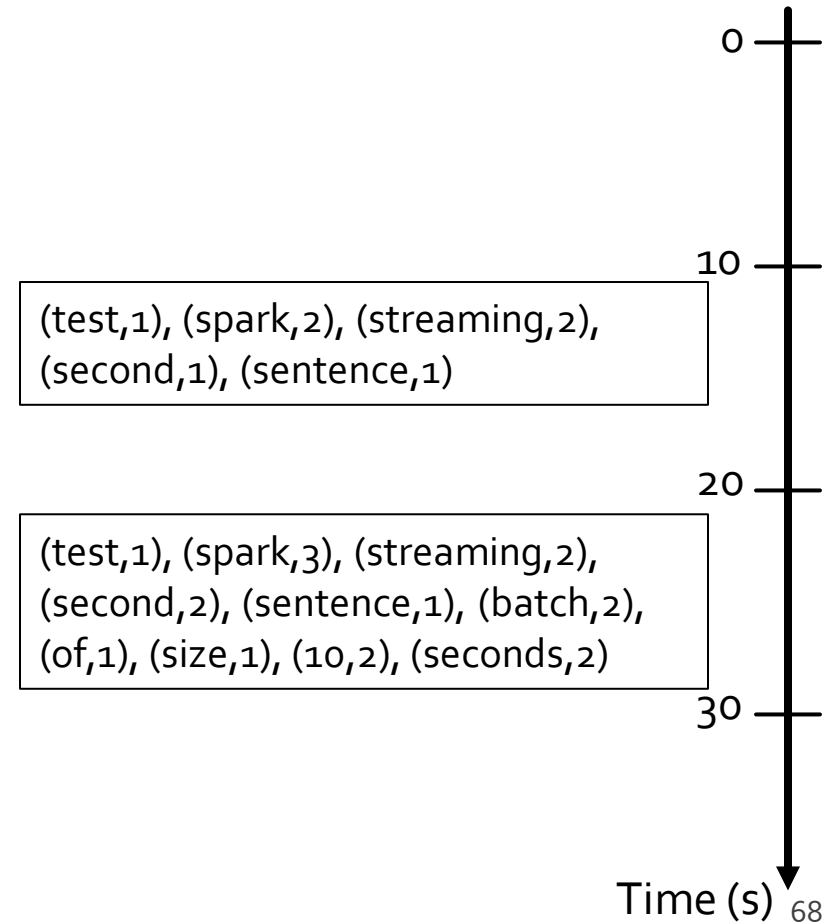 0
10
(test,1), (spark,2), (streaming,2),
(second,1), (sentence,1)
20
(test,1), (spark,3), (streaming,2),
(second,2), (sentence,1), (batch,2),
(of,1), (size,1), (10,2), (seconds,2)
30
Time (s)
68